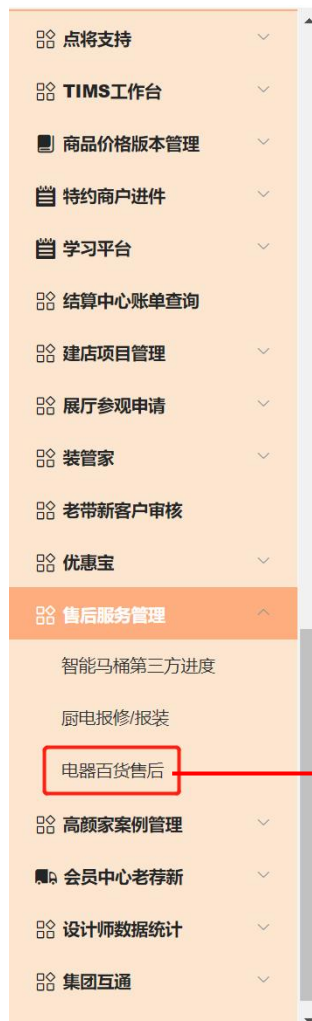 点将支持
TIMS工作台
商品价格版本管理
特约商户进件
学习平台
结算中心账单查询
建店项目管理
展厅参观申请
装管家
老带新客户审核
优惠宝
售后服务管理
智能马桶第三方进度
厨电报修/报装
电器百货售后
高颜家案例管理
会员中心老荐新
设计师数据统计
集团互通